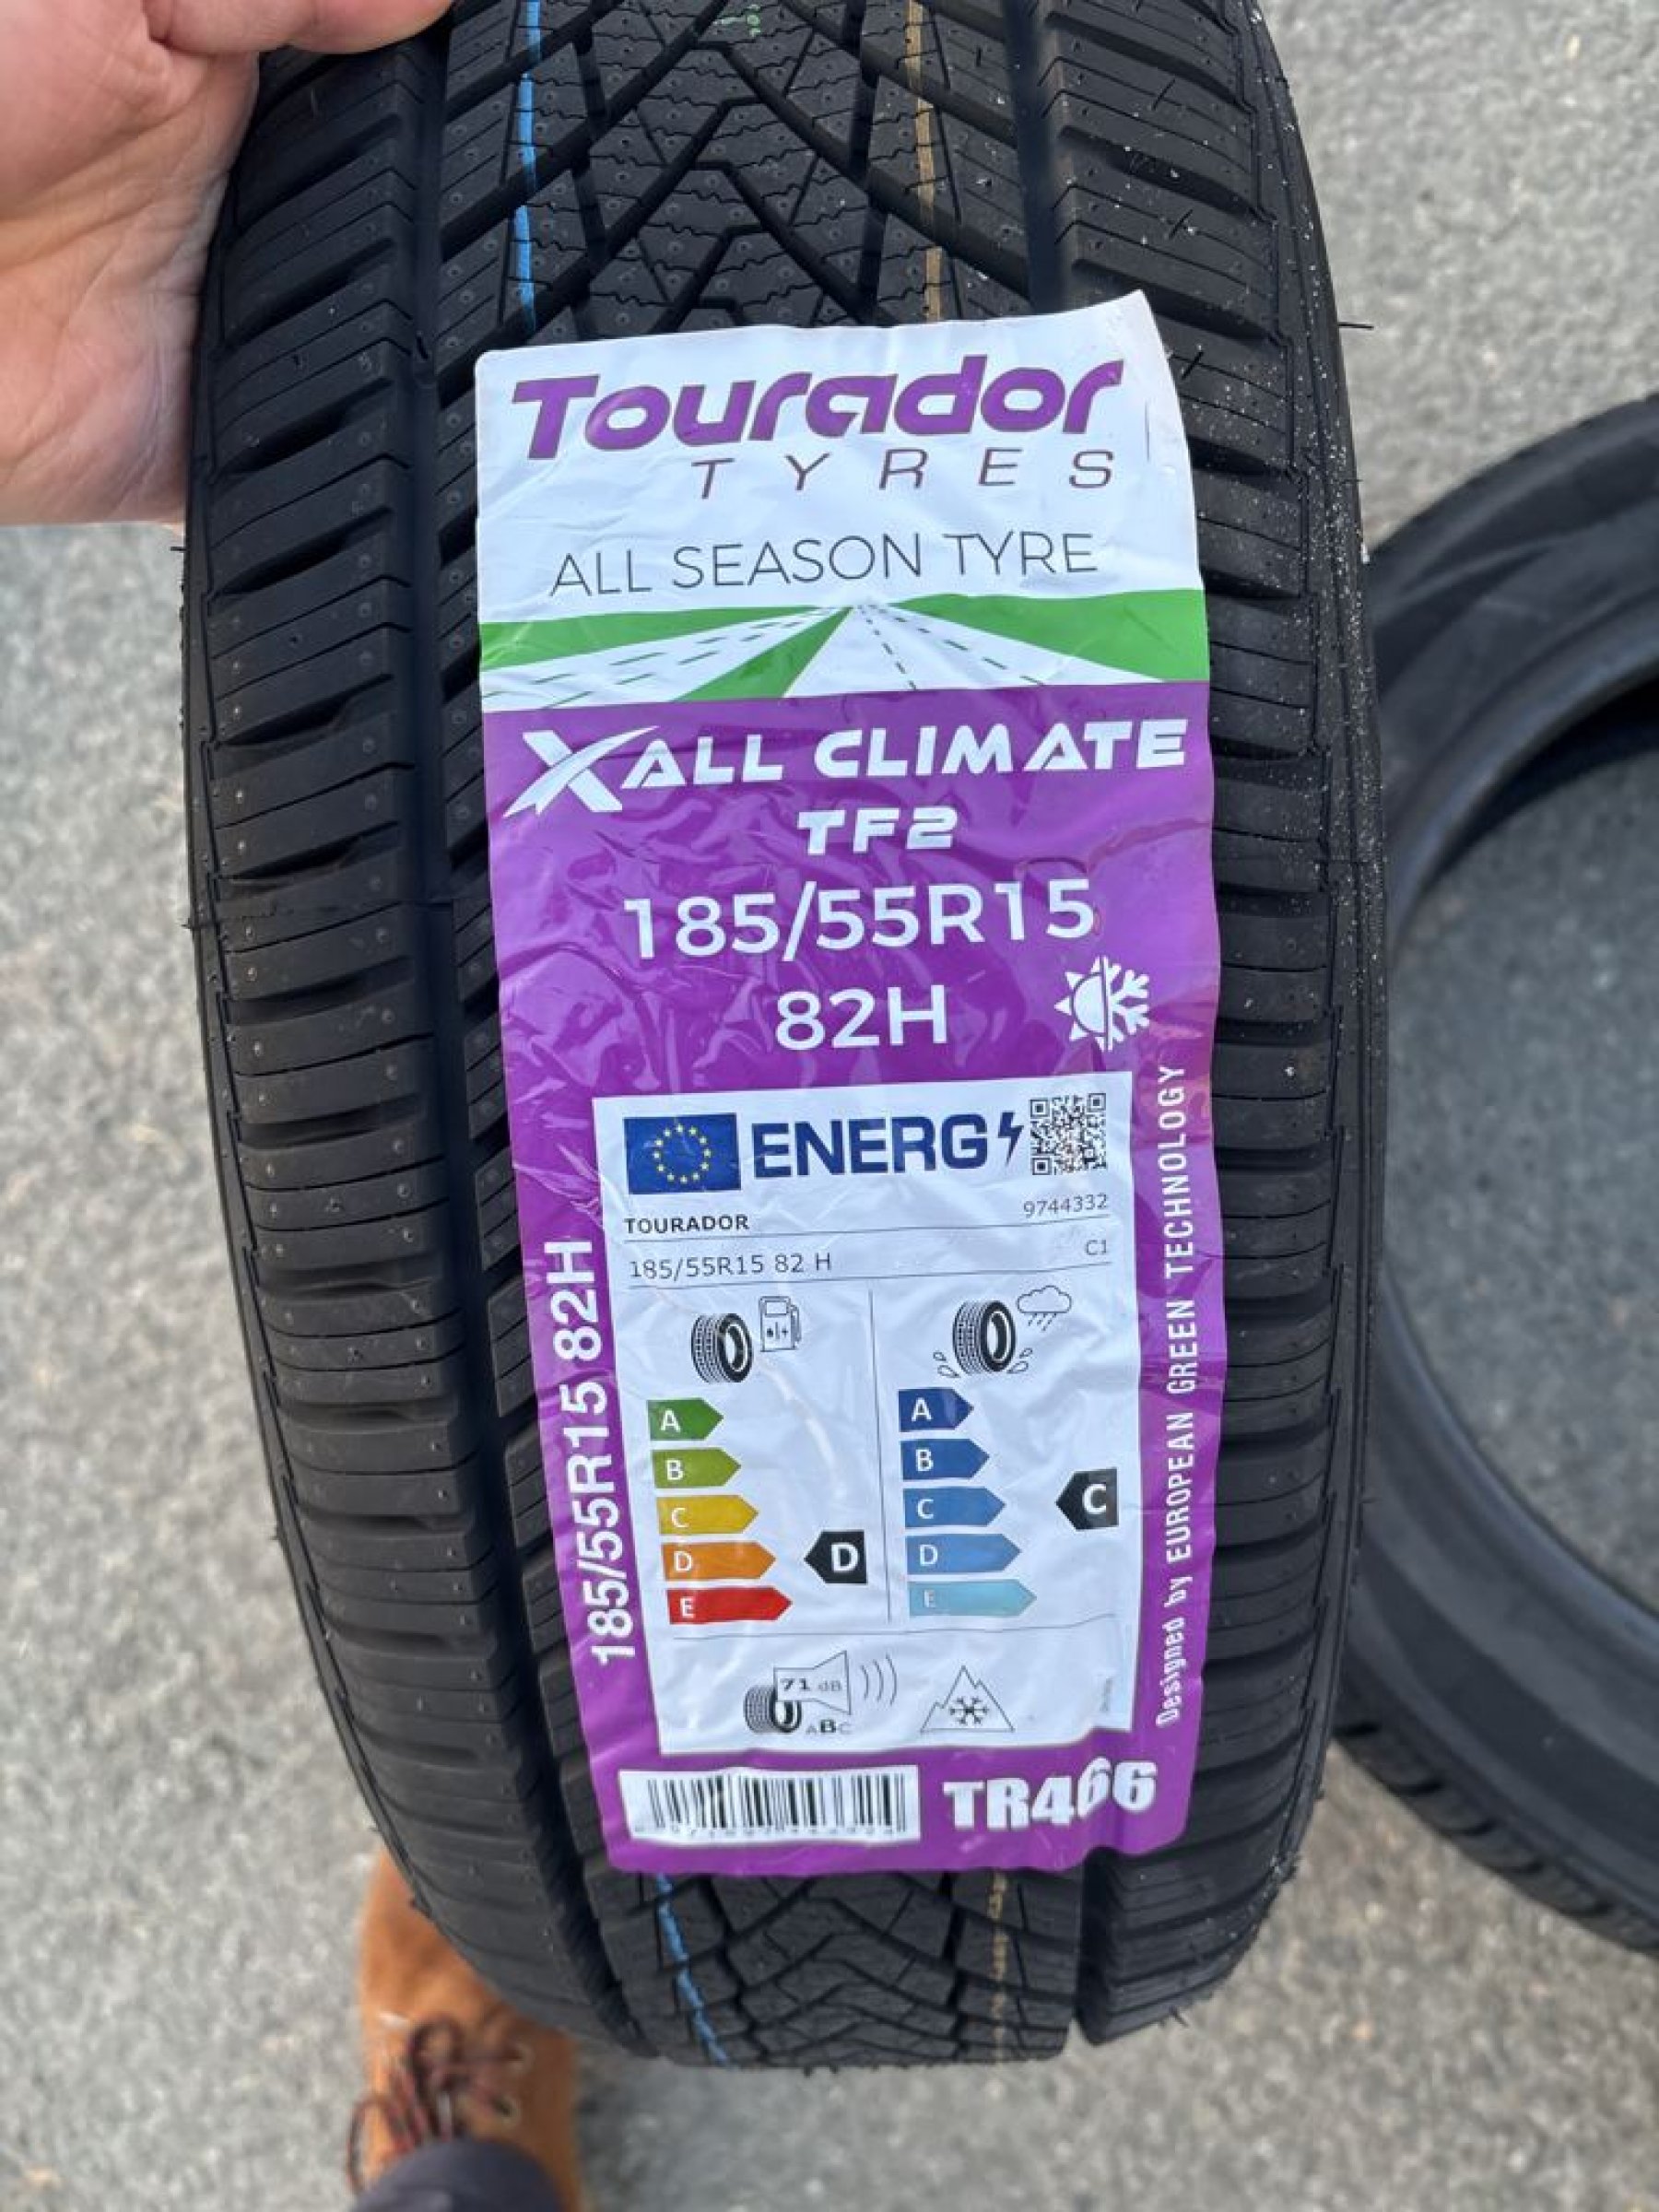 Tourador
TYRES
ALL SEASON TYRE
XALL CLIMATE
TF2
185/55R15
82H
ENERG
TOURADOR
9744332
185/55R15 82 H
C1
A
B
C
D
E
D
A
B
C
D
E
C
71 dB
ABC
185/55R15 82H
Designed by EUROPEAN GREEN TECHNOLOGY
TR466